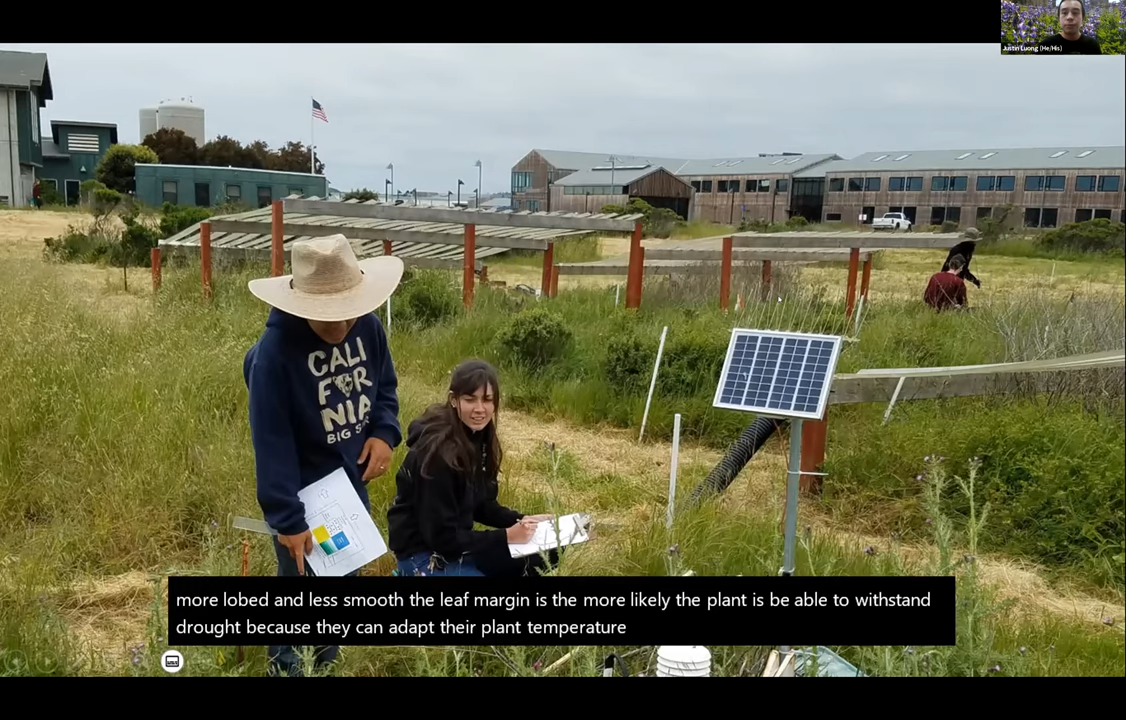 Justin Luong (He/His)
CALI
FOR
NIA
BIG SUR
more lobed and less smooth the leaf margin is the more likely the plant is be able to withstand
drought because they can adapt their plant temperature